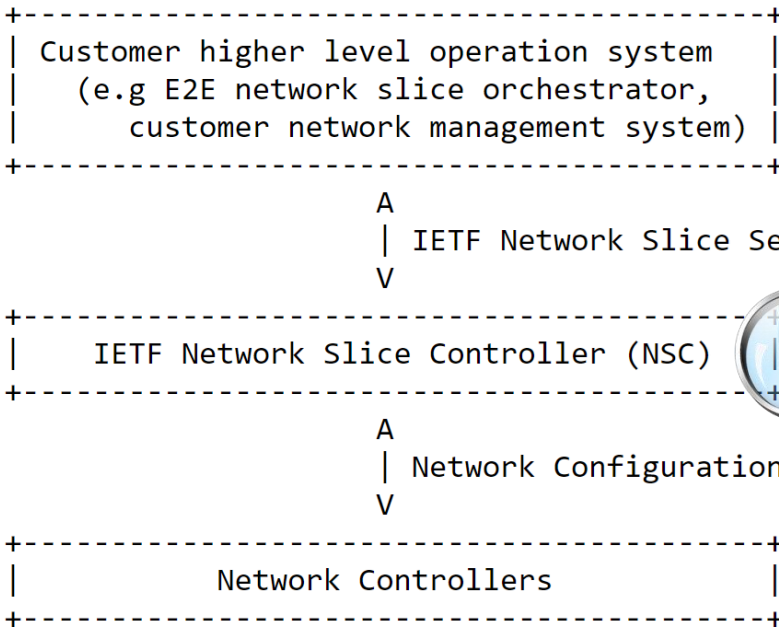 Customer higher level operation system
(e.g E2E network slice orchestrator,
customer network management system)
A
| IETF Network Slice Se
V
IETF Network Slice Controller (NSC)
A
| Network Configuration
V
Network Controllers